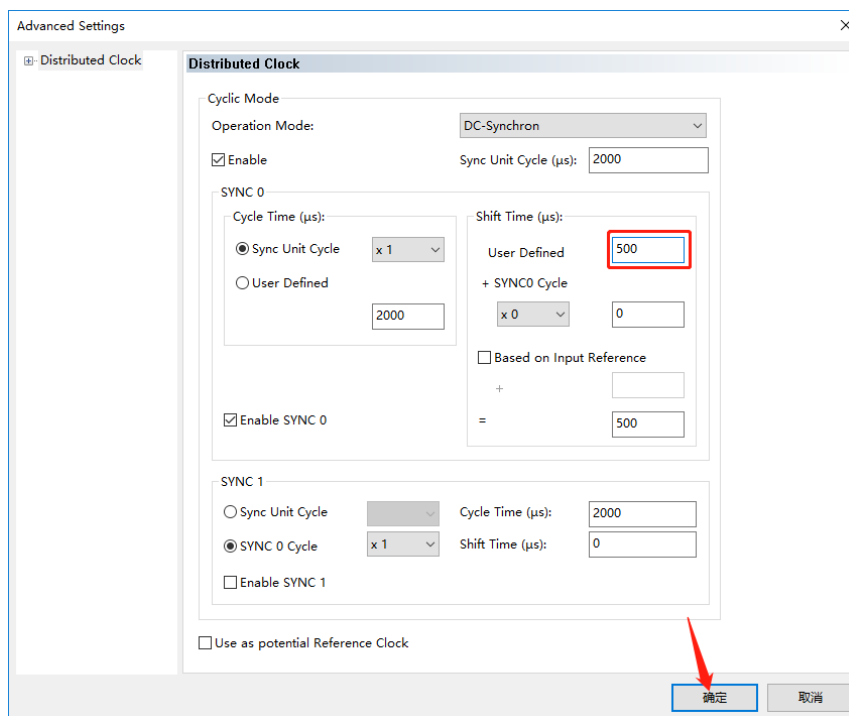 Advanced Settings
Distributed Clock
Distributed Clock
Cyclic Mode
Operation Mode: DC-Synchron
Enable Sync Unit Cycle (µs): 2000
SYNC 0
Cycle Time (µs): Shift Time (µs):
Sync Unit Cycle x 1 User Defined 500
User Defined + SYNC0 Cycle
2000 x 0 0
Based on Input Reference
+
Enable SYNC 0 = 500
SYNC 1
Sync Unit Cycle Cycle Time (µs): 2000
SYNC 0 Cycle x 1 Shift Time (µs): 0
Enable SYNC 1
Use as potential Reference Clock
确定 取消